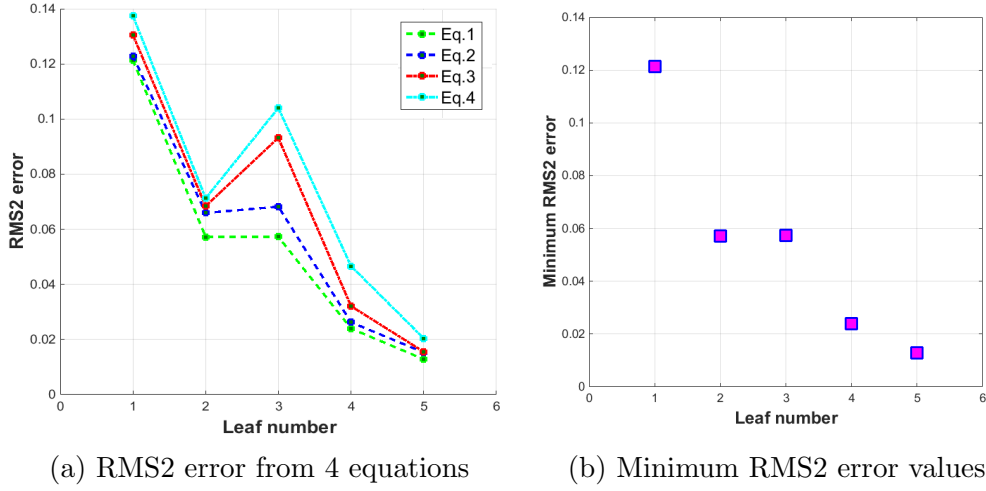 0.14
0.12
0.1
0.08
0.06
0.04
0.02
0
RMS2 error
0 1 2 3 4 5 6
Leaf number
Eq.1
Eq.2
Eq.3
Eq.4
(a) RMS2 error from 4 equations
0.14
0.12
0.1
0.08
0.06
0.04
0.02
0
Minimum RMS2 error
0 1 2 3 4 5 6
Leaf number
(b) Minimum RMS2 error values